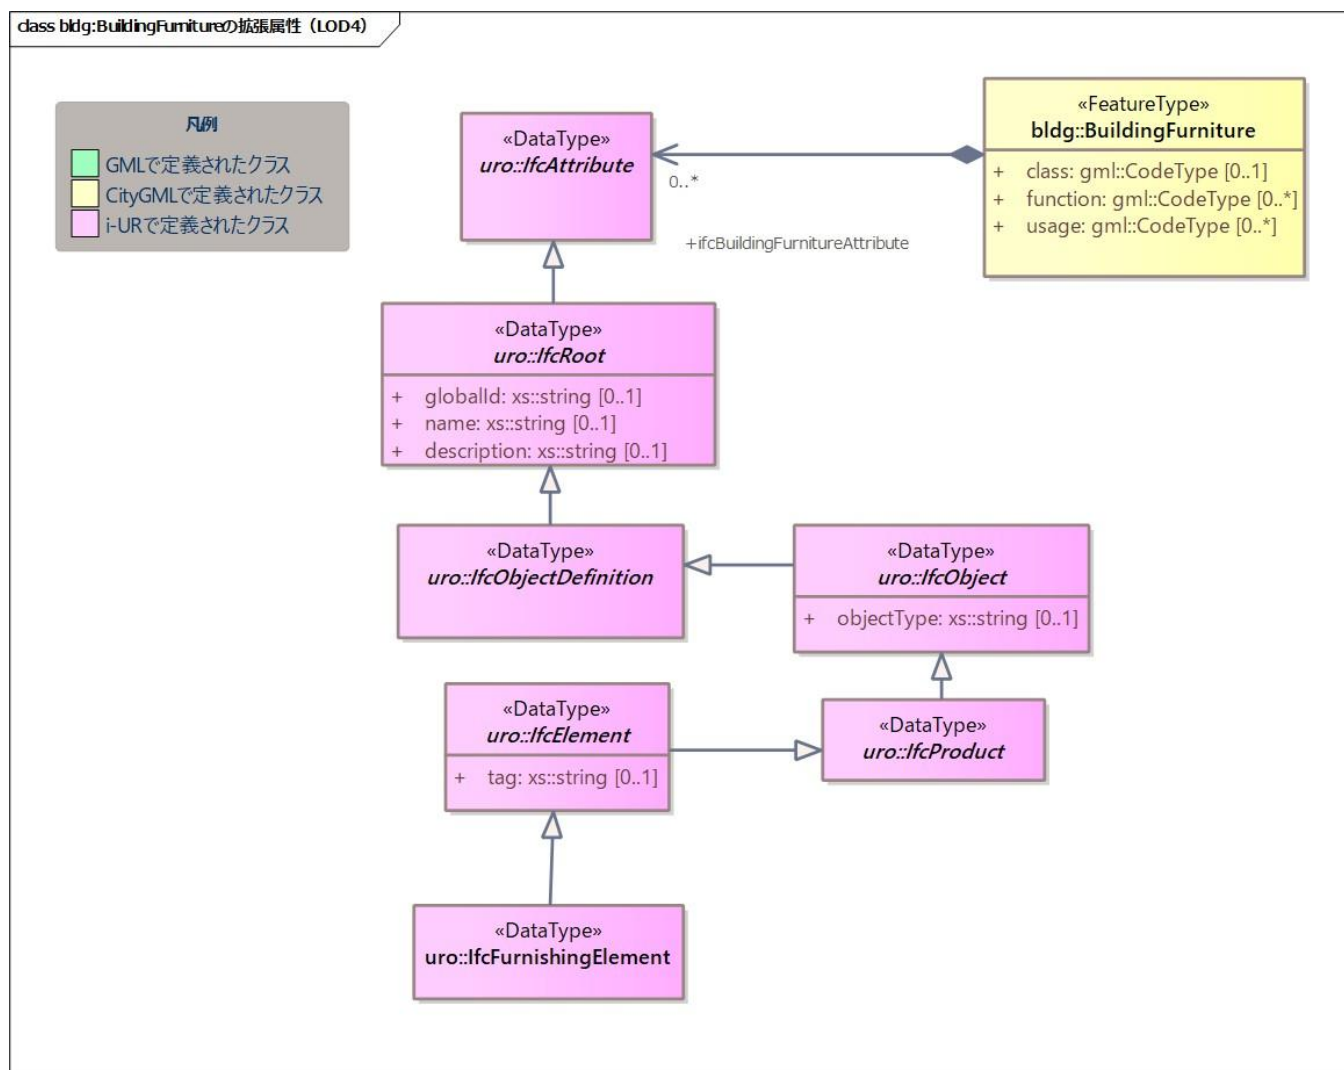 class bldg:BuildingFurnitureの拡張属性（LOD4）
凡例
GMLで定義されたクラス
CityGMLで定義されたクラス
i-URで定義されたクラス
«DataType»
uro::IfcAttribute
«FeatureType»
bldg::BuildingFurniture
+ class: gml::CodeType [0..1]
+ function: gml::CodeType [0..*]
+ usage: gml::CodeType [0..*]
0..*
+ifcBuildingFurnitureAttribute
«DataType»
uro::IfcRoot
+ globalId: xs::string [0..1]
+ name: xs::string [0..1]
+ description: xs::string [0..1]
«DataType»
uro::IfcObjectDefinition
«DataType»
uro::IfcObject
+ objectType: xs::string [0..1]
«DataType»
uro::IfcElement
+ tag: xs::string [0..1]
«DataType»
uro::IfcProduct
«DataType»
uro::IfcFurnishingElement